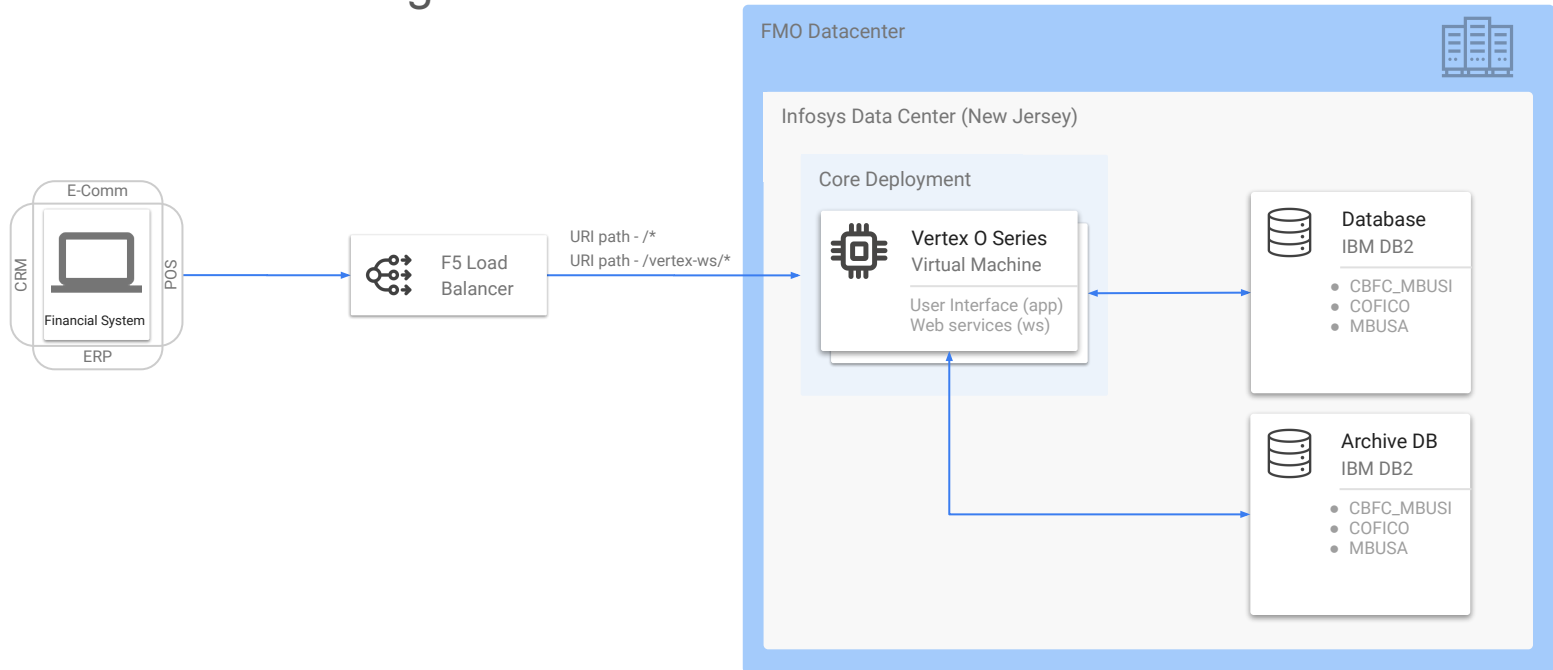 FMO Datacenter
Infosys Data Center (New Jersey)
Core Deployment
E-Comm
CRM
POS
Financial System
ERP
F5 Load
Balancer
URI path - /*
URI path - /vertex-ws/*
Vertex O Series
Virtual Machine
User Interface (app)
Web services (ws)
Database
IBM DB2
● CBFC_MBUSI
● COFICO
● MBUSA
Archive DB
IBM DB2
● CBFC_MBUSI
● COFICO
● MBUSA